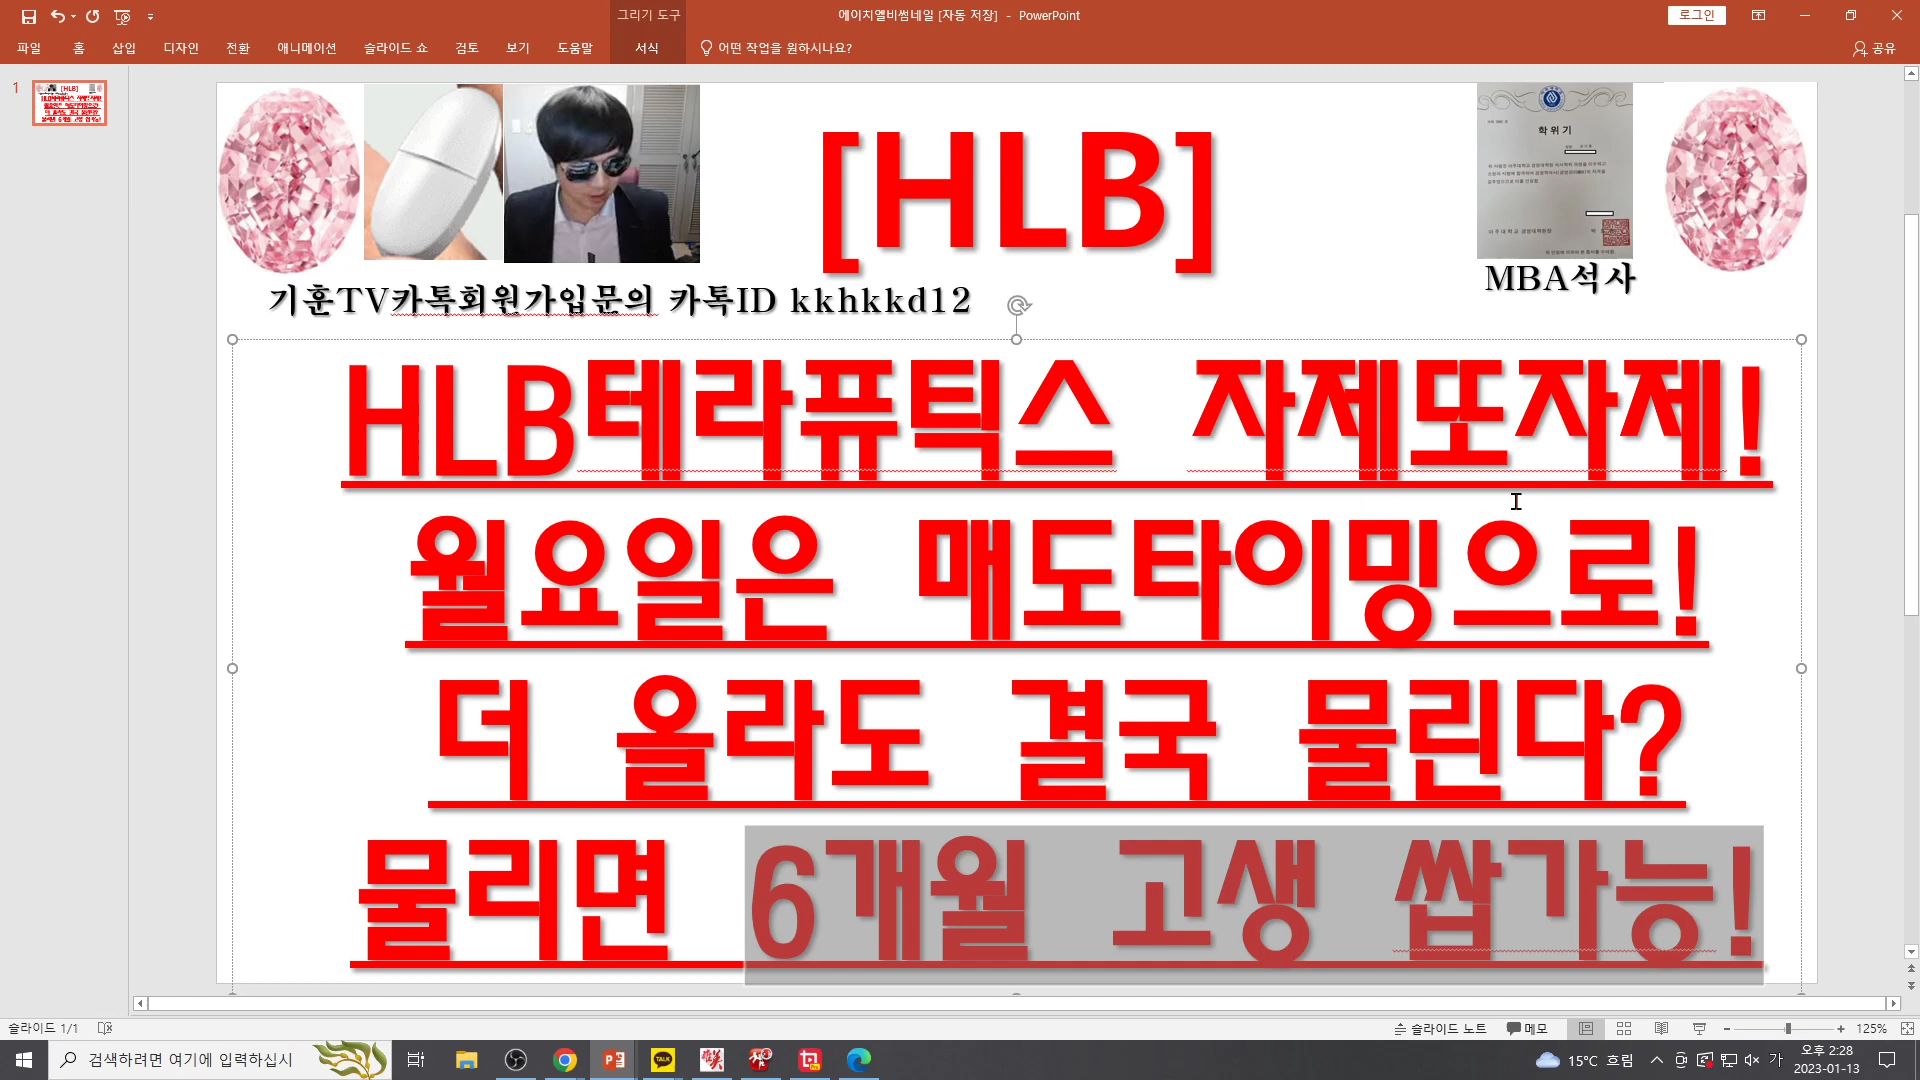 그리기 도구
에이치엘비썸네일 [자동 저장] - PowerPoint
로그인
파일 홈 삽입 디자인 전환 애니메이션 슬라이드 쇼 검토 보기 도움말 서식 어떤 작업을 원하시나요? 공유
1
[HLB]
학위기
MBA석사
기훈TV카톡회원가입문의 카톡ID kkhkkd12
HLB테라퓨틱스 자제또자제!
월요일은 매도타이밍으로!
더 올라도 결국 물린다?
물리면 6개월 고생 쌉가능!
슬라이드 1/1
슬라이드 노트 메모 125%
검색하려면 여기에 입력하십시
TALK
15°C 흐림
가
오후 2:28
2023-01-13